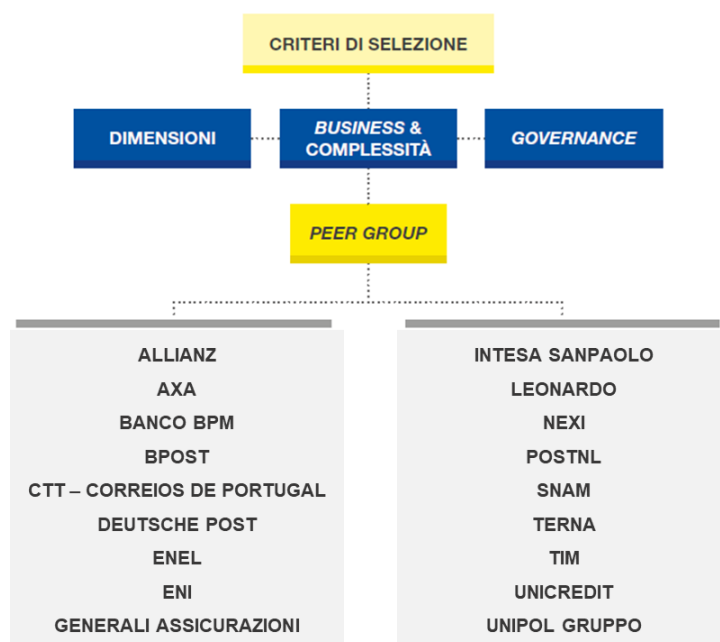 CRITERI DI SELEZIONE
DIMENSIONI
BUSINESS &
COMPLESSITÀ
GOVERNANCE
PEER GROUP
ALLIANZ
AXA
BANCO BPM
BPOST
CTT – CORREIOS DE PORTUGAL
DEUTSCHE POST
ENEL
ENI
GENERALI ASSICURAZIONI
INTESA SANPAOLO
LEONARDO
NEXI
POSTNL
SNAM
TERNA
TIM
UNICREDIT
UNIPOL GRUPPO